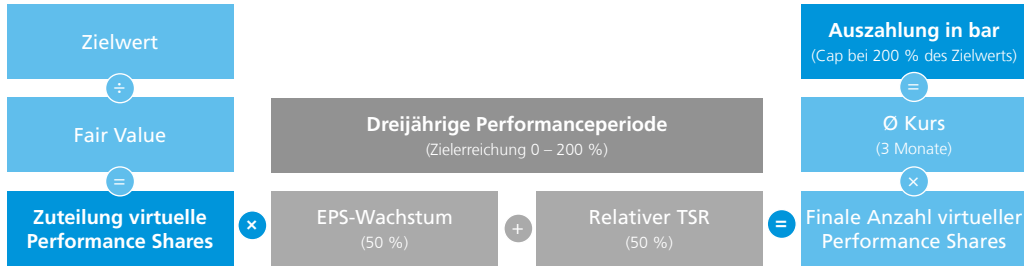 Zielwert
÷
Fair Value
=
Zuteilung virtuelle
Performance Shares
×
Dreijährige Performanceperiode
(Zielerreichung 0 – 200 %)
EPS-Wachstum
(50 %)
+
Relativer TSR
(50 %)
=
Auszahlung in bar
(Cap bei 200 % des Zielwerts)
=
Ø Kurs
(3 Monate)
×
Finale Anzahl virtueller
Performance Shares